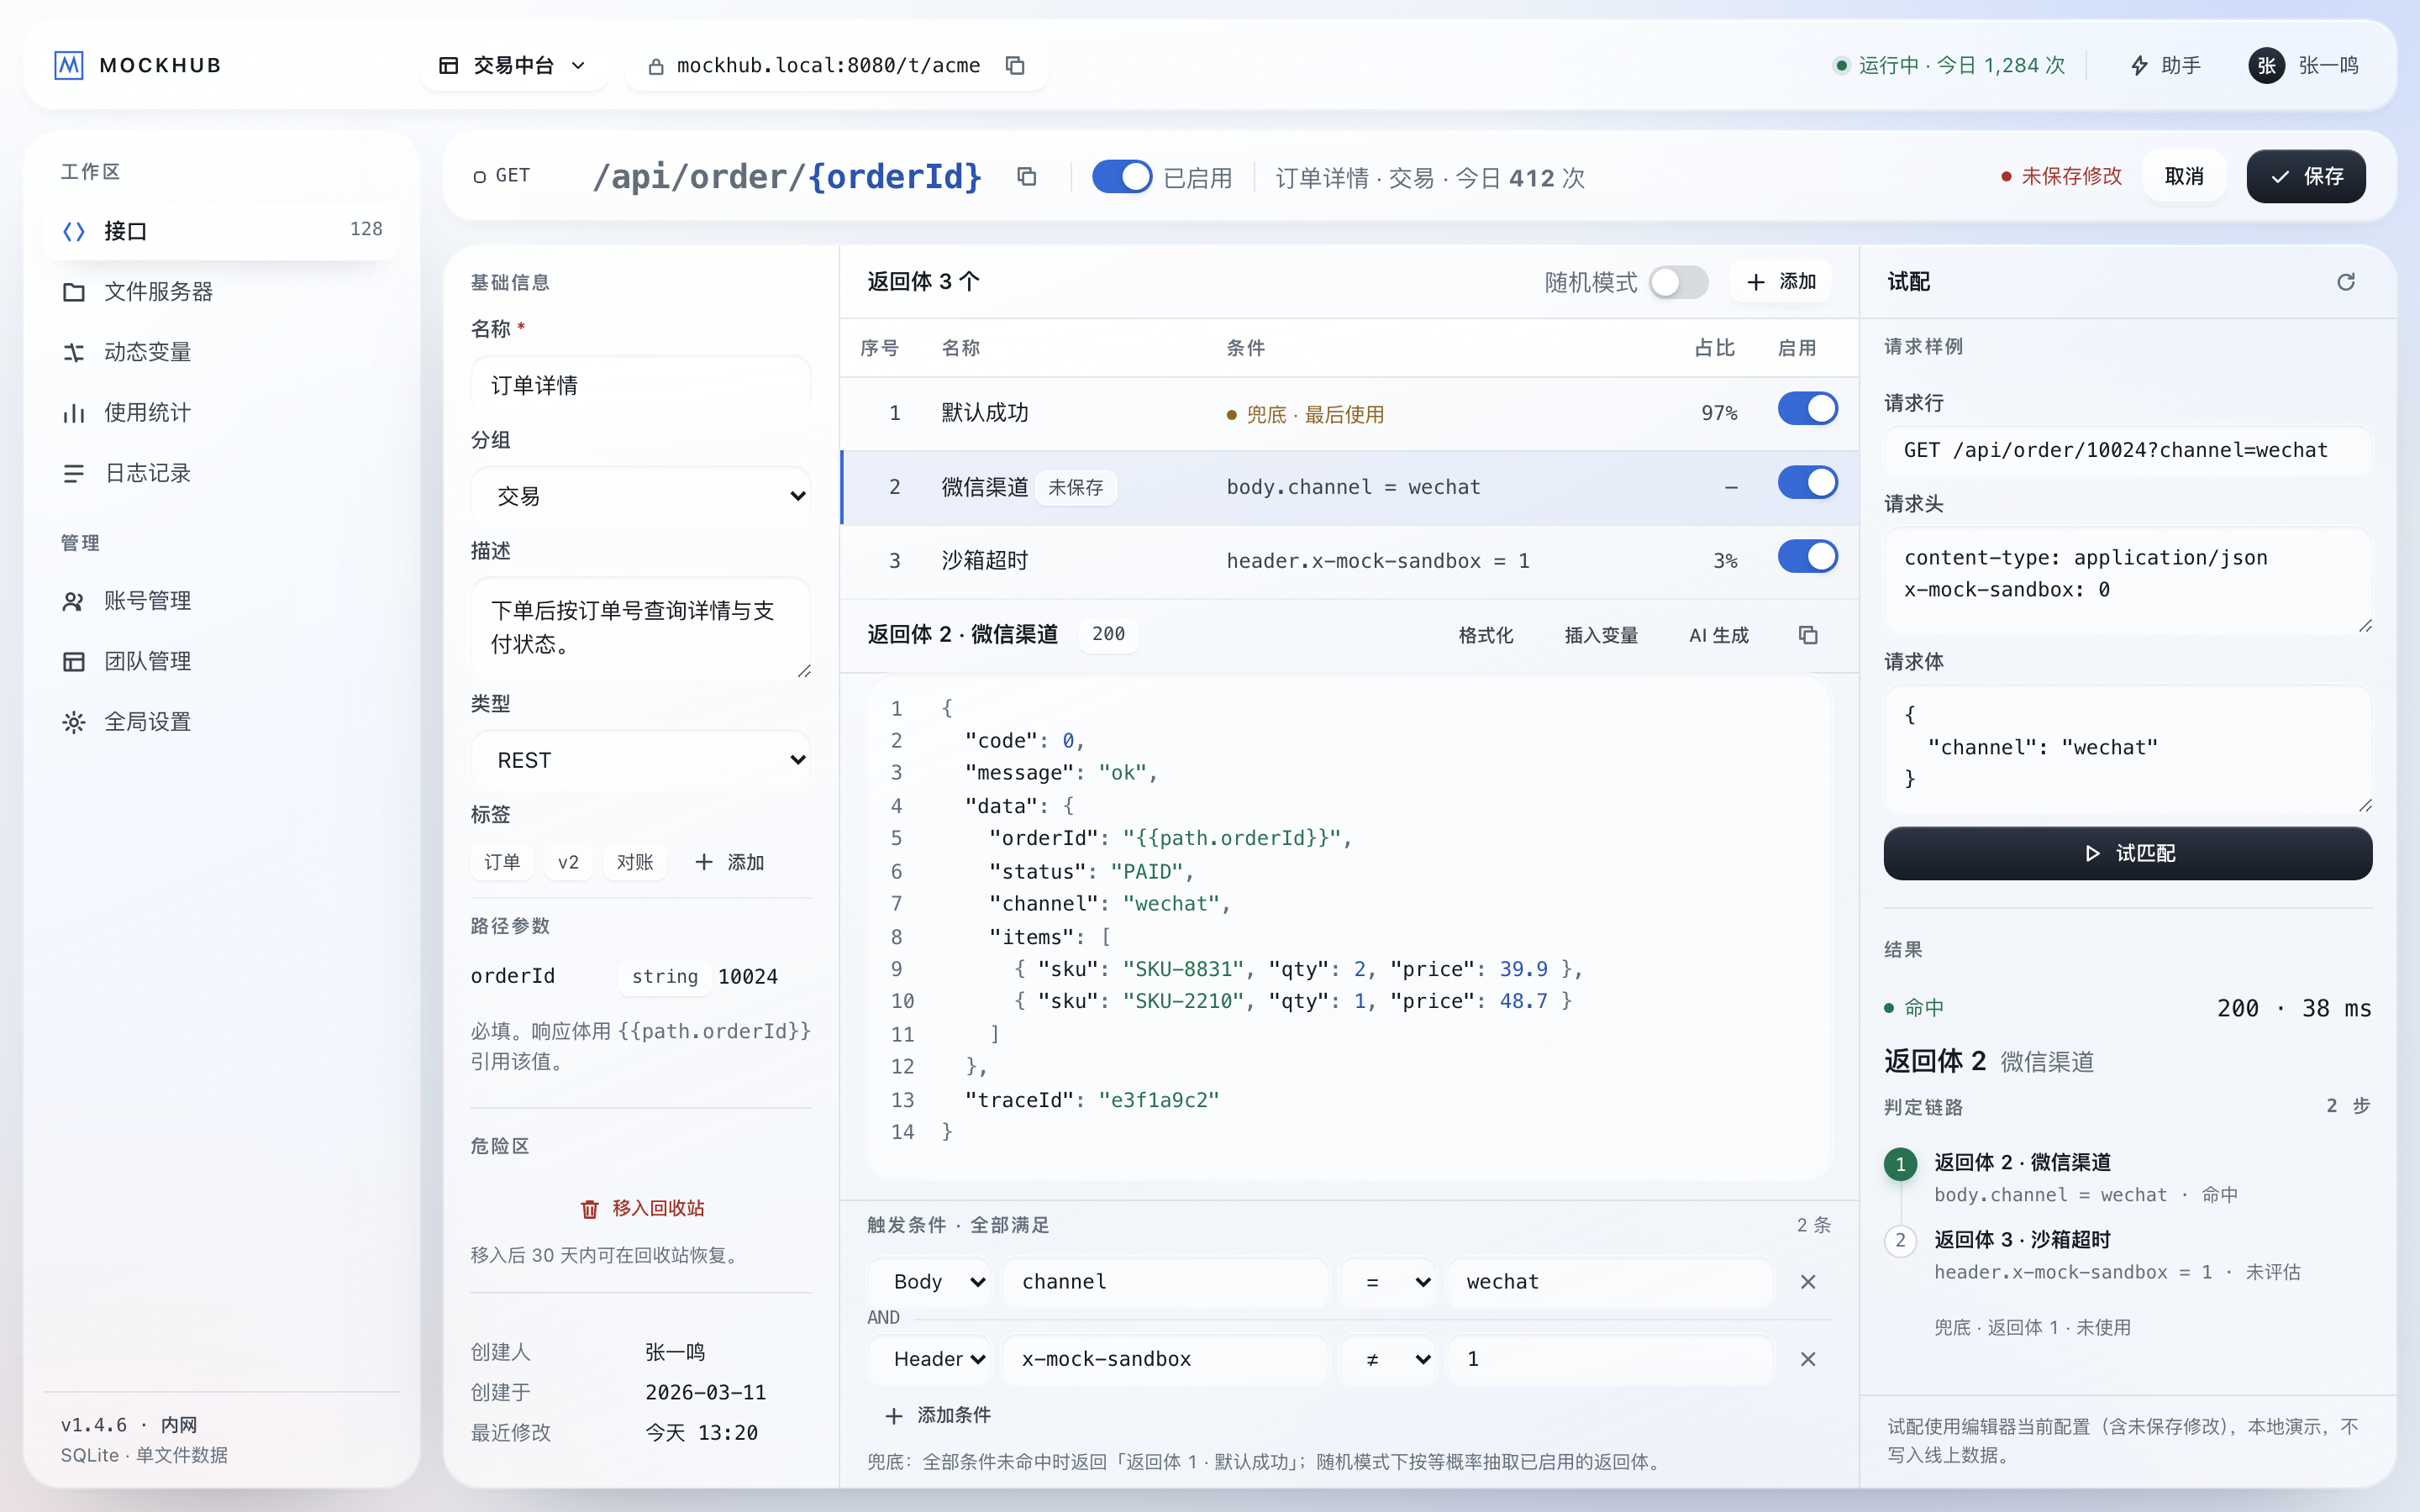 MOCKHUB
交易中台
mockhub.local:8080/t/acme
运行中 · 今日 1,284 次
助手
张 张一鸣
工作区
接口 128
文件服务器
动态变量
使用统计
日志记录
管理
账号管理
团队管理
全局设置
v1.4.6 · 内网
SQLite · 单文件数据
GET
/api/order/{orderId}
已启用
订单详情 · 交易 · 今日 412 次
未保存修改
取消
保存
基础信息
名称 *
订单详情
分组
交易
描述
下单后按订单号查询详情与支
付状态。
类型
REST
标签
订单 v2 对账 添加
路径参数
orderId string 10024
必填。响应体用 {{path.orderId}}
引用该值。
危险区
移入回收站
移入后 30 天内可在回收站恢复。
创建人 张一鸣
创建于 2026-03-11
最近修改 今天 13:20
返回体 3 个
随机模式
添加
序号 名称 条件 占比 启用
1 默认成功 兜底 · 最后使用 97%
2 微信渠道 未保存 body.channel = wechat —
3 沙箱超时 header.x-mock-sandbox = 1 3%
返回体 2 · 微信渠道 200
格式化 插入变量 AI 生成
1 {
2 "code": 0,
3 "message": "ok",
4 "data": {
5 "orderId": "{{path.orderId}}",
6 "status": "PAID",
7 "channel": "wechat",
8 "items": [
9 { "sku": "SKU-8831", "qty": 2, "price": 39.9 },
10 { "sku": "SKU-2210", "qty": 1, "price": 48.7 }
11 ]
12 },
13 "traceId": "e3f1a9c2"
14 }
触发条件 · 全部满足 2 条
Body channel = wechat
AND
Header x-mock-sandbox ≠ 1
添加条件
兜底：全部条件未命中时返回「返回体 1 · 默认成功」；随机模式下按等概率抽取已启用的返回体。
试配
请求样例
请求行
GET /api/order/10024?channel=wechat
请求头
content-type: application/json
x-mock-sandbox: 0
请求体
{
"channel": "wechat"
}
试匹配
结果
命中 200 · 38 ms
返回体 2 微信渠道
判定链路 2 步
1 返回体 2 · 微信渠道
body.channel = wechat · 命中
2 返回体 3 · 沙箱超时
header.x-mock-sandbox = 1 · 未评估
兜底 · 返回体 1 · 未使用
试配使用编辑器当前配置（含未保存修改），本地演示，不
写入线上数据。